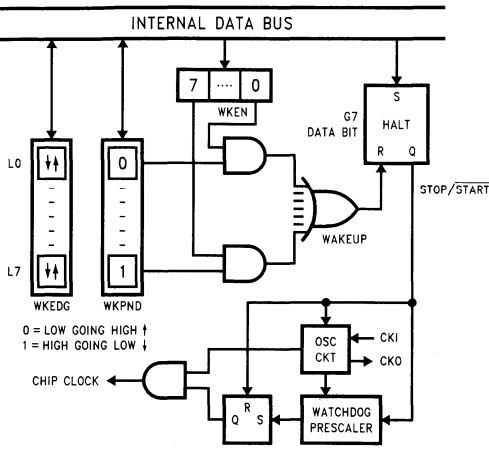 INTERNAL DATA BUS
7 .... 0
WKEN
S
G7
DATA BIT
HALT
R Q
L0
0
STOP/START
WAKEUP
L7
1
WKEDG
WKPND
0 = LOW GOING HIGH ↑
1 = HIGH GOING LOW ↓
OSC
CKT
CKI
CKO
CHIP CLOCK
R
Q S
WATCHDOG
PRESCALER